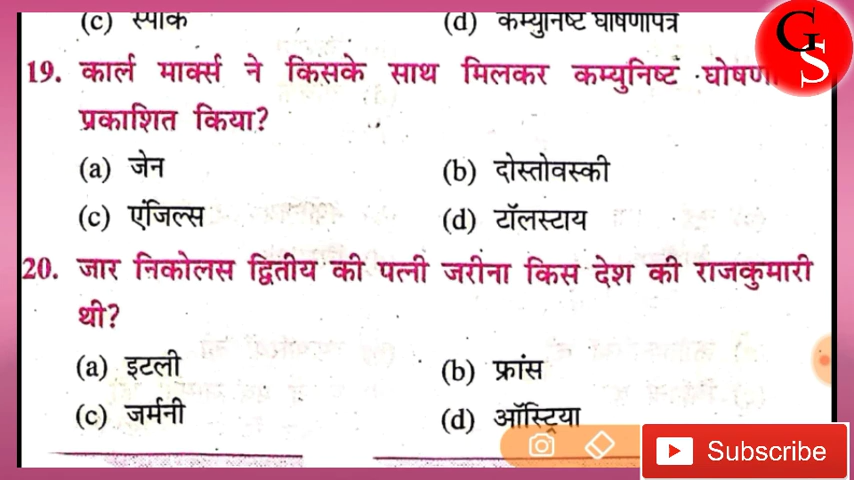 (c) स्पार्क (d) कम्युनिष्ट घोषणापत्र
19. कार्ल मार्क्स ने किसके साथ मिलकर कम्युनिष्ट घोषणा
प्रकाशित किया?
(a) जेन (b) दोस्तोवस्की
(c) एंजिल्स (d) टॉलस्टाय
20. जार निकोलस द्वितीय की पत्नी जरीना किस देश की राजकुमारी
थी?
(a) इटली (b) फ्रांस
(c) जर्मनी (d) ऑस्ट्रिया
GS
Subscribe